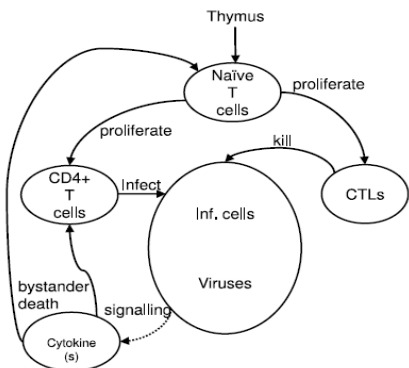 Thymus
Naïve
T
cells
proliferate
proliferate
kill
CD4+
T
cells
Infect
CTLs
Inf. cells
Viruses
bystander
death
signalling
Cytokine
(s)